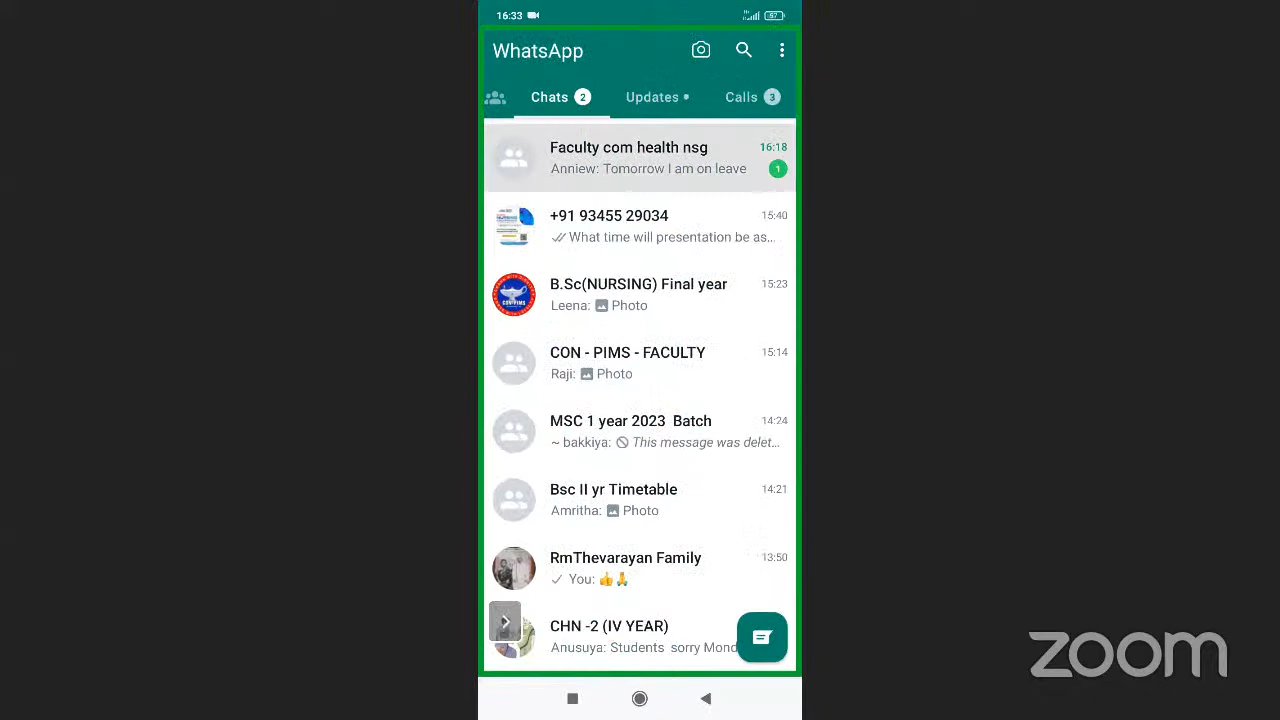 16:33
57
WhatsApp
Chats 2
Updates
Calls 3
Faculty com health nsg 16:18
Anniew: Tomorrow I am on leave 1
+91 93455 29034 15:40
What time will presentation be as...
B.Sc(NURSING) Final year 15:23
Leena: Photo
CON - PIMS - FACULTY 15:14
Raji: Photo
MSC 1 year 2023 Batch 14:24
~ bakkiya: This message was delet...
Bsc II yr Timetable 14:21
Amritha: Photo
RmThevarayan Family 13:50
You: 👍🙏
CHN -2 (IV YEAR)
Anusuya: Students sorry Mond
zoom